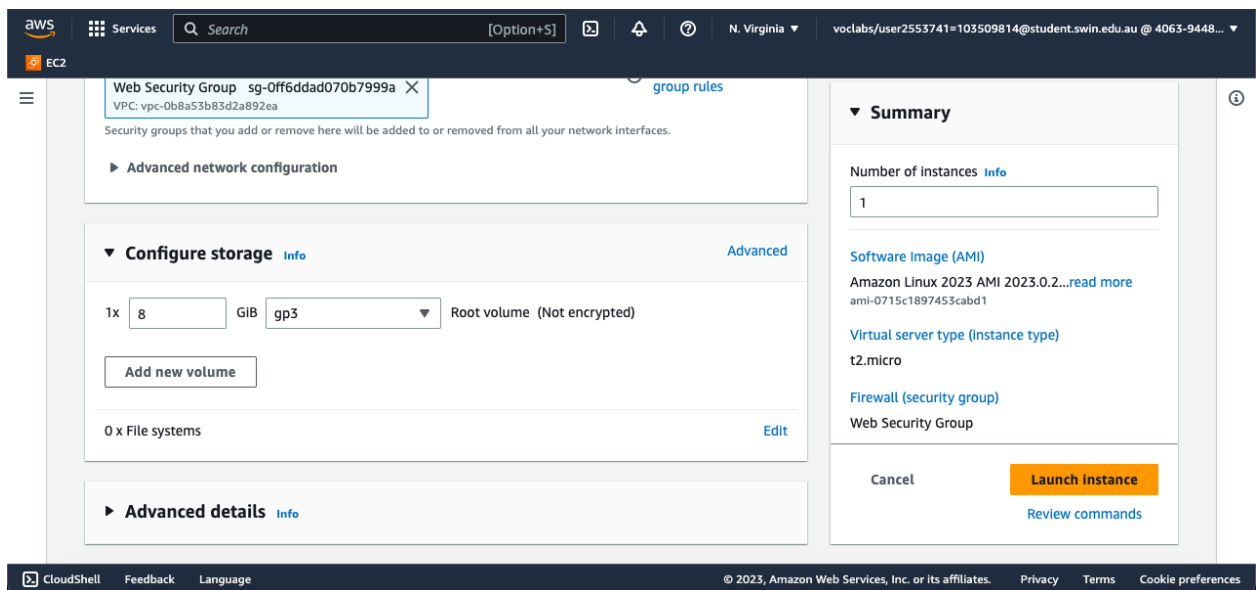 aws
Services
Search
[Option+S]
N. Virginia
voclabs/user2553741=103509814@student.swin.edu.au @ 4063-9448...
EC2
Web Security Group sg-0ff6ddad070b7999a
VPC: vpc-0b8a53b83d2a892ea
group rules
Security groups that you add or remove here will be added to or removed from all your network interfaces.
Advanced network configuration
Configure storage Info
Advanced
1x 8 GiB gp3 Root volume (Not encrypted)
Add new volume
0 x File systems
Edit
Advanced details Info
Summary
Number of instances Info
1
Software Image (AMI)
Amazon Linux 2023 AMI 2023.0.2...read more
ami-0715c1897453cabd1
Virtual server type (instance type)
t2.micro
Firewall (security group)
Web Security Group
Cancel
Launch instance
Review commands
CloudShell Feedback Language
© 2023, Amazon Web Services, Inc. or its affiliates. Privacy Terms Cookie preferences